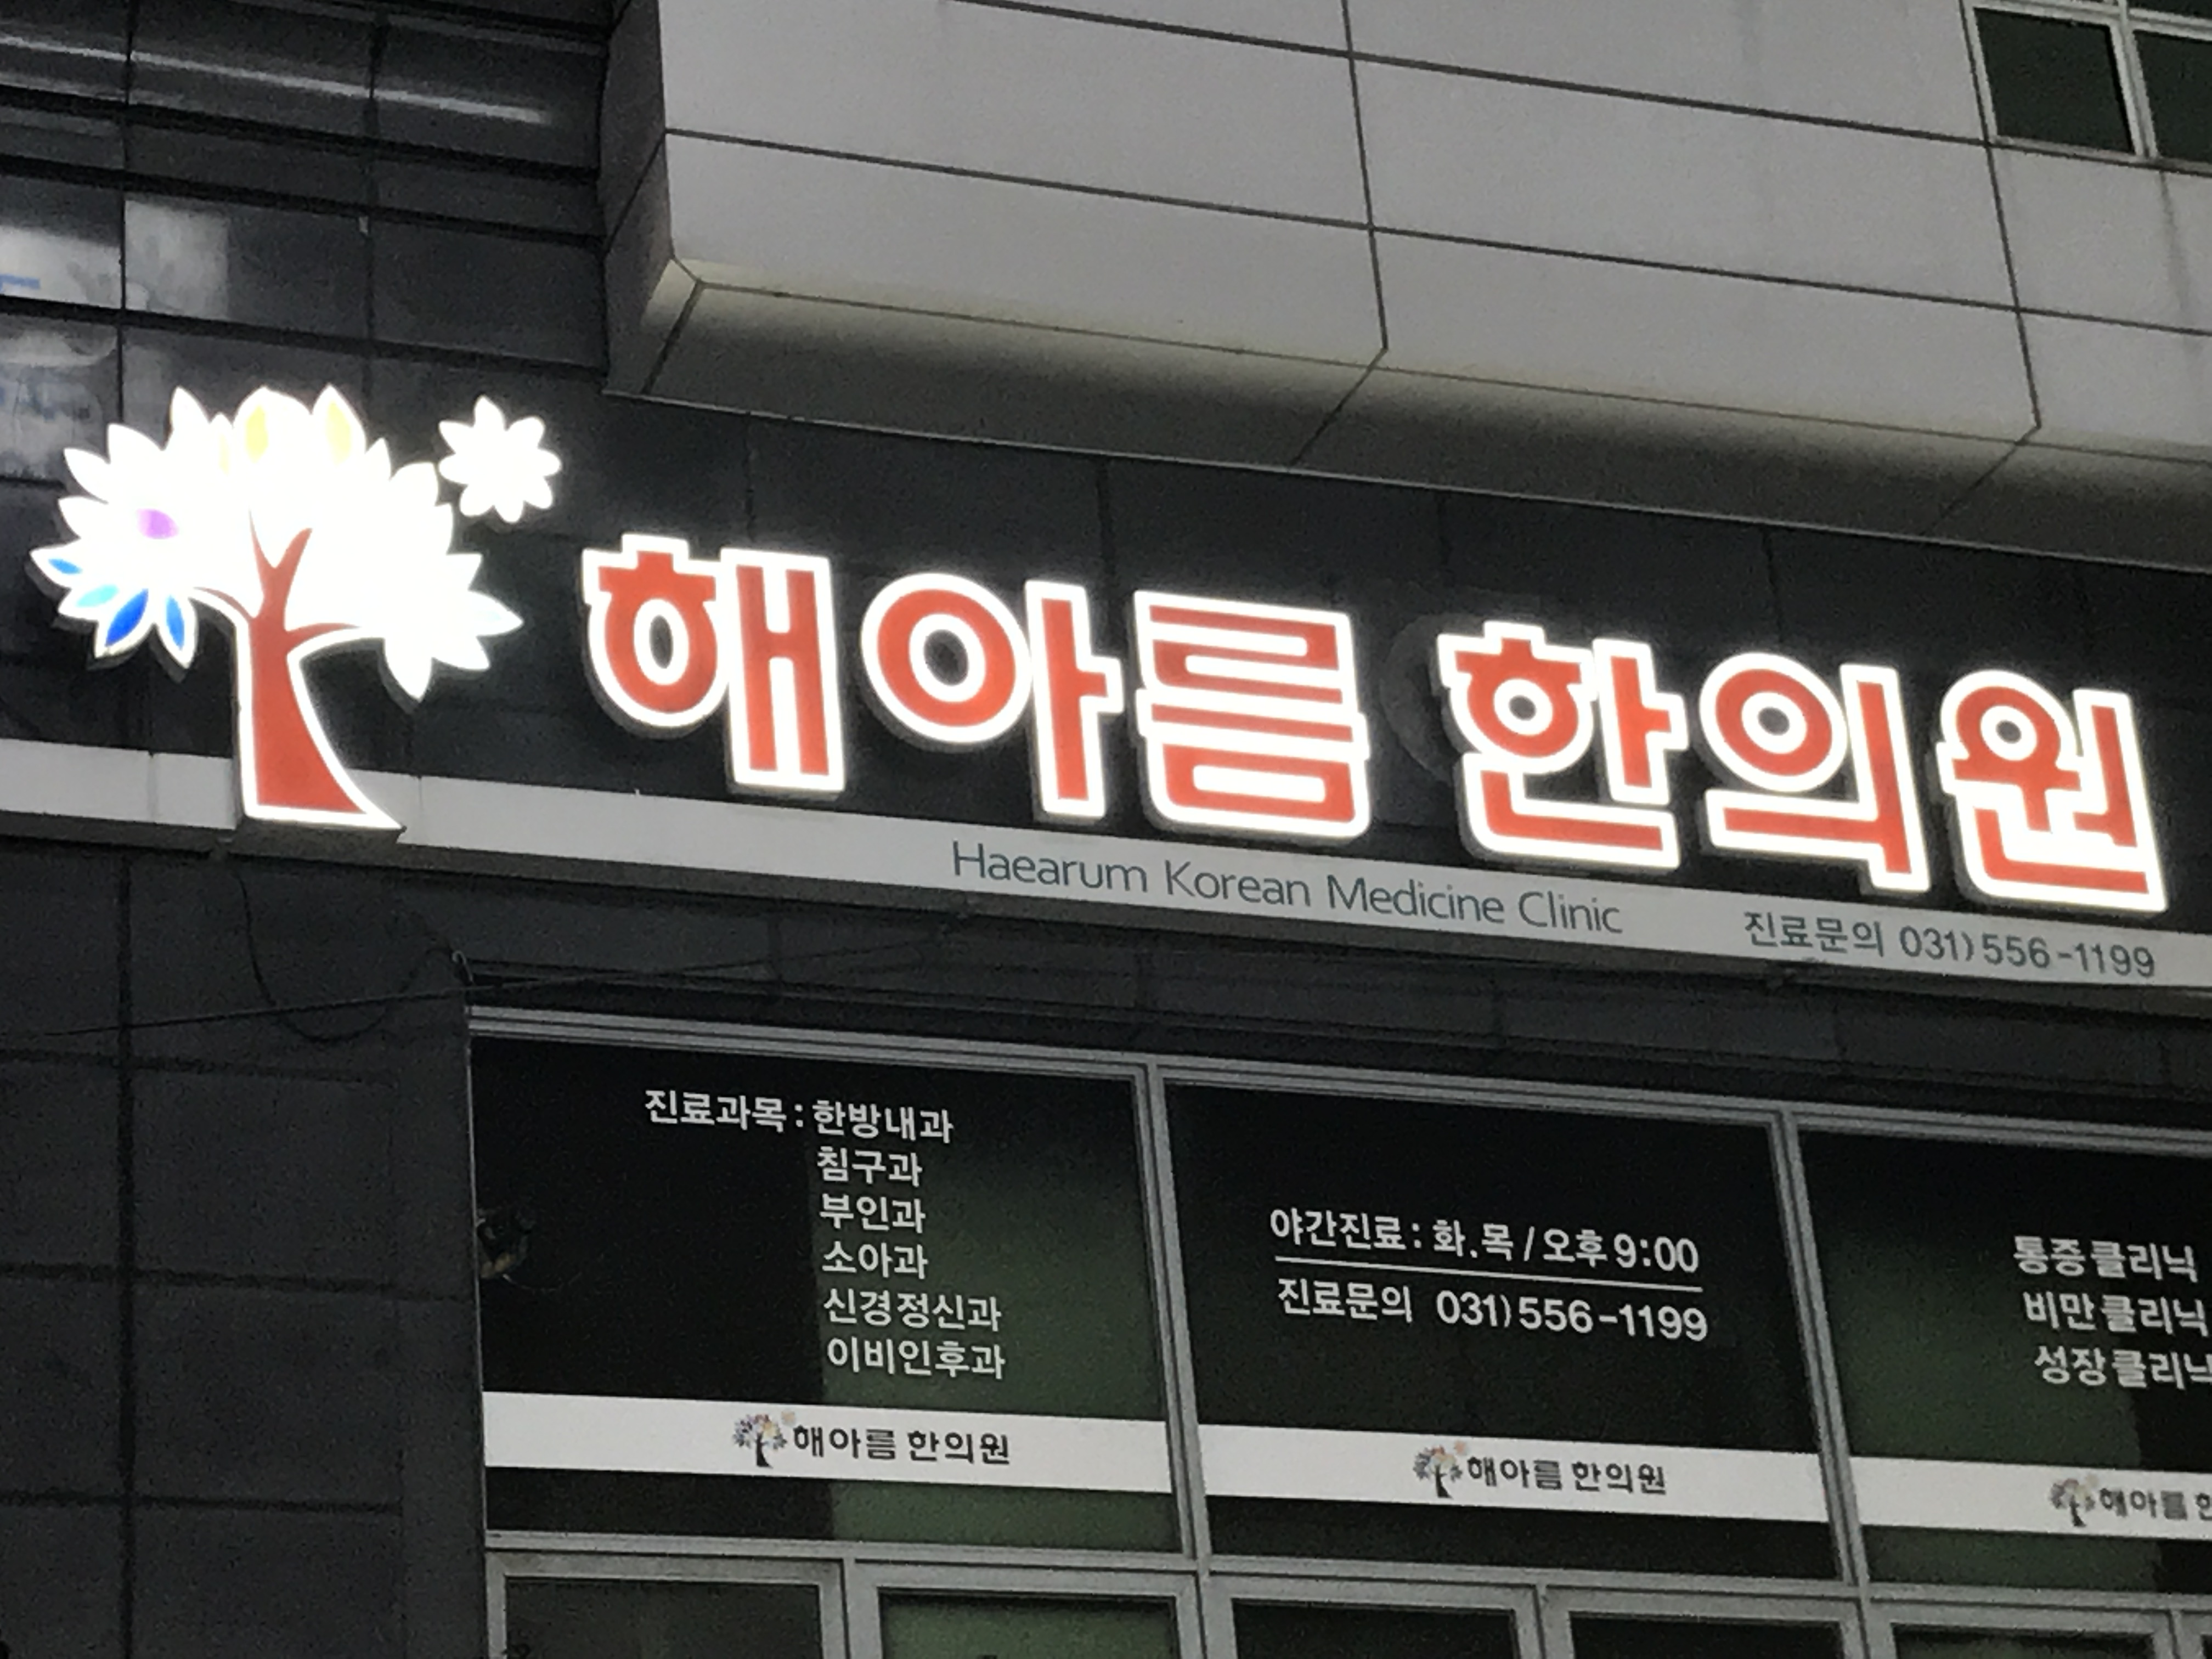 해아름 한의원
Haearum Korean Medicine Clinic 진료문의 031)556-1199
진료과목 : 한방내과
침구과
부인과
소아과
신경정신과
이비인후과
해아름 한의원
야간진료 : 화.목 / 오후 9:00
진료문의 031)556-1199
해아름 한의원
통증클리닉
비만클리닉
성장클리닉
해아름